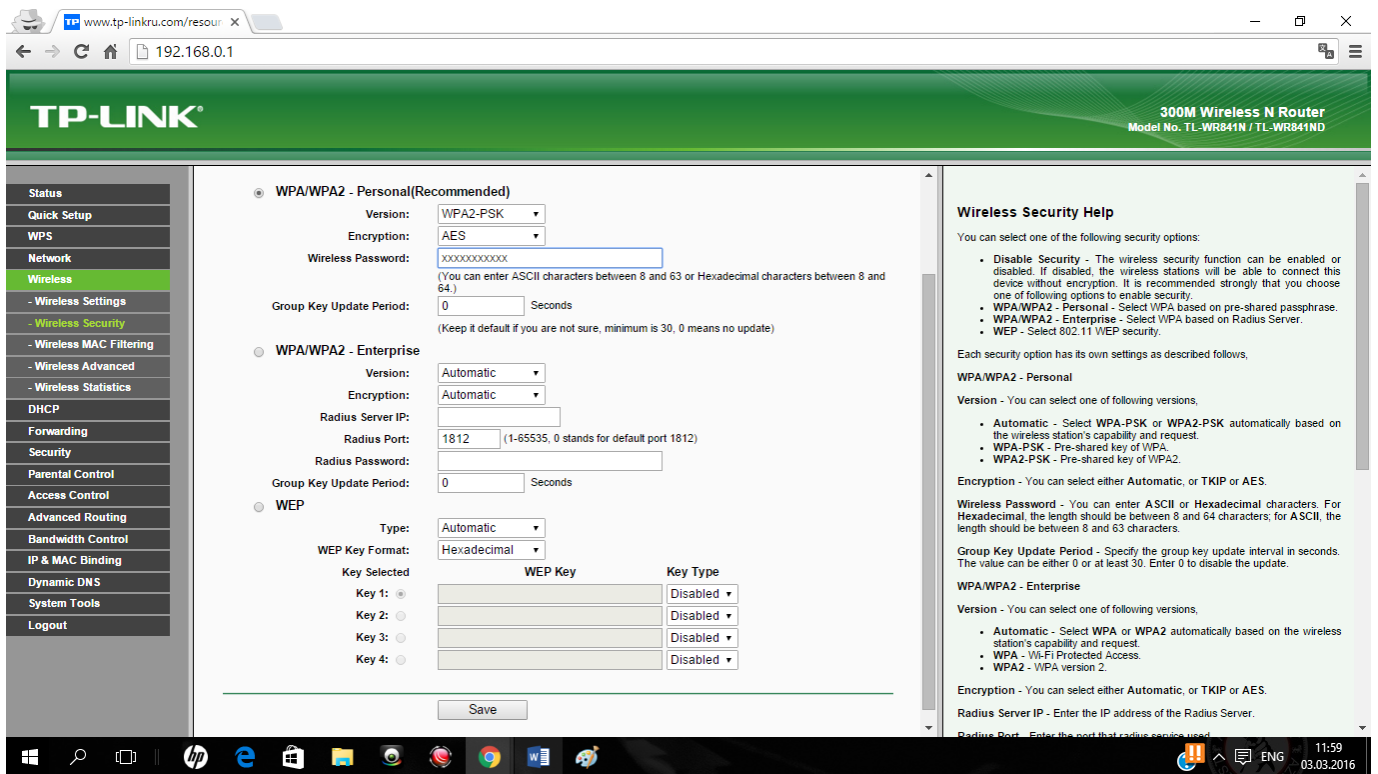 www.tp-linkru.com/resour
192.168.0.1
TP-LINK®
300M Wireless N Router
Model No. TL-WR841N / TL-WR841ND
Status
Quick Setup
WPS
Network
Wireless
- Wireless Settings
- Wireless Security
- Wireless MAC Filtering
- Wireless Advanced
- Wireless Statistics
DHCP
Forwarding
Security
Parental Control
Access Control
Advanced Routing
Bandwidth Control
IP & MAC Binding
Dynamic DNS
System Tools
Logout
WPA/WPA2 - Personal(Recommended)
Version: WPA2-PSK
Encryption: AES
Wireless Password: xxxxxxxxxxx
(You can enter ASCII characters between 8 and 63 or Hexadecimal characters between 8 and
64.)
Group Key Update Period: 0 Seconds
(Keep it default if you are not sure, minimum is 30, 0 means no update)
WPA/WPA2 - Enterprise
Version: Automatic
Encryption: Automatic
Radius Server IP:
Radius Port: 1812 (1-65535, 0 stands for default port 1812)
Radius Password:
Group Key Update Period: 0 Seconds
WEP
Type: Automatic
WEP Key Format: Hexadecimal
Key Selected WEP Key Key Type
Key 1: Disabled
Key 2: Disabled
Key 3: Disabled
Key 4: Disabled
Save
Wireless Security Help
You can select one of the following security options:
Disable Security - The wireless security function can be enabled or
disabled. If disabled, the wireless stations will be able to connect this
device without encryption. It is recommended strongly that you choose
one of following options to enable security.
WPA/WPA2 - Personal - Select WPA based on pre-shared passphrase.
WPA/WPA2 - Enterprise - Select WPA based on Radius Server.
WEP - Select 802.11 WEP security.
Each security option has its own settings as described follows,
WPA/WPA2 - Personal
Version - You can select one of following versions,
Automatic - Select WPA-PSK or WPA2-PSK automatically based on
the wireless station's capability and request.
WPA-PSK - Pre-shared key of WPA.
WPA2-PSK - Pre-shared key of WPA2.
Encryption - You can select either Automatic, or TKIP or AES.
Wireless Password - You can enter ASCII or Hexadecimal characters. For
Hexadecimal, the length should be between 8 and 64 characters; for ASCII, the
length should be between 8 and 63 characters.
Group Key Update Period - Specify the group key update interval in seconds.
The value can be either 0 or at least 30. Enter 0 to disable the update.
WPA/WPA2 - Enterprise
Version - You can select one of following versions,
Automatic - Select WPA or WPA2 automatically based on the wireless
station's capability and request.
WPA - Wi-Fi Protected Access.
WPA2 - WPA version 2.
Encryption - You can select either Automatic, or TKIP or AES.
Radius Server IP - Enter the IP address of the Radius Server.
Radius Port - Enter the port that radius service used.
ENG
11:59
03.03.2016